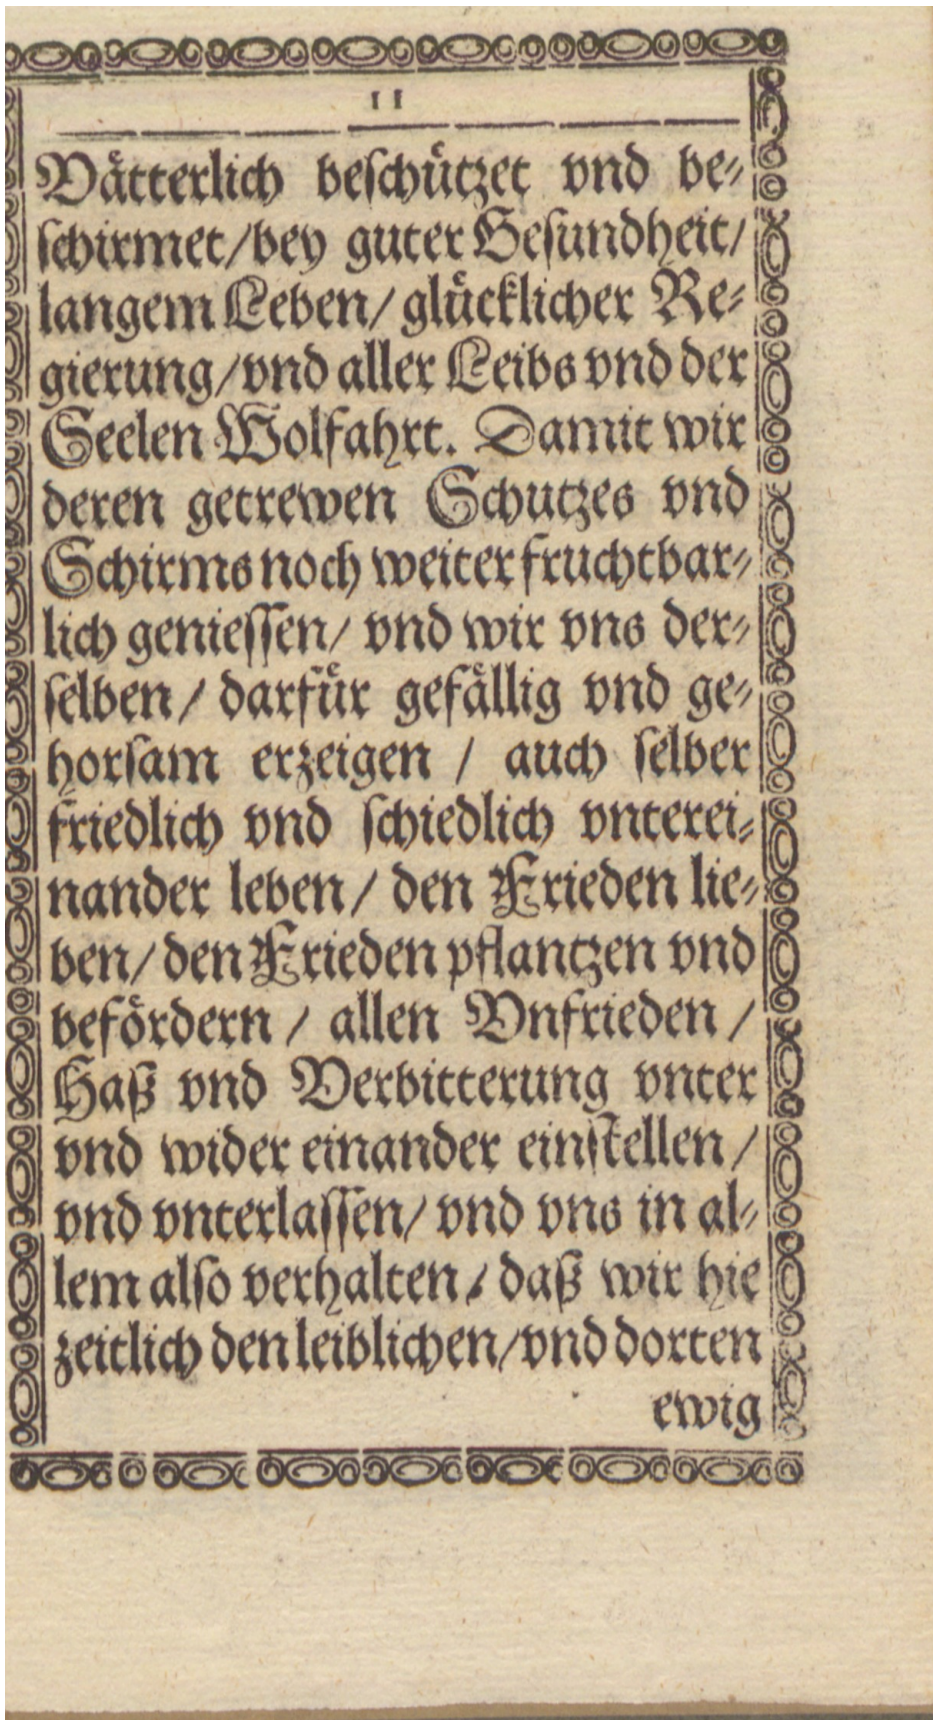 11
Vätterlich beschützet vnd be-
schirmet/bey guter Gesundheit/
langem Leben/ glücklicher Re-
gierung/vnd aller Leibs vnd der
Seelen Wolfahrt. Damit wir
deren getrewen Schutzes vnd
Schirms noch weiter fruchtbar-
lich geniessen/ vnd wir vns der-
selben/ darfür gefällig vnd ge-
horsam erzeigen / auch selber
friedlich vnd schiedlich vnterei-
nander leben/ den Frieden lie-
ben/ den Frieden pflantzen vnd
befördern / allen Vnfrieden /
Haß vnd Verbitterung vnter
vnd wider einander einstellen /
vnd vnterlassen/ vnd vns in al-
lem also verhalten / daß wir hie
zeitlich den leiblichen/vnd dorten
ewig